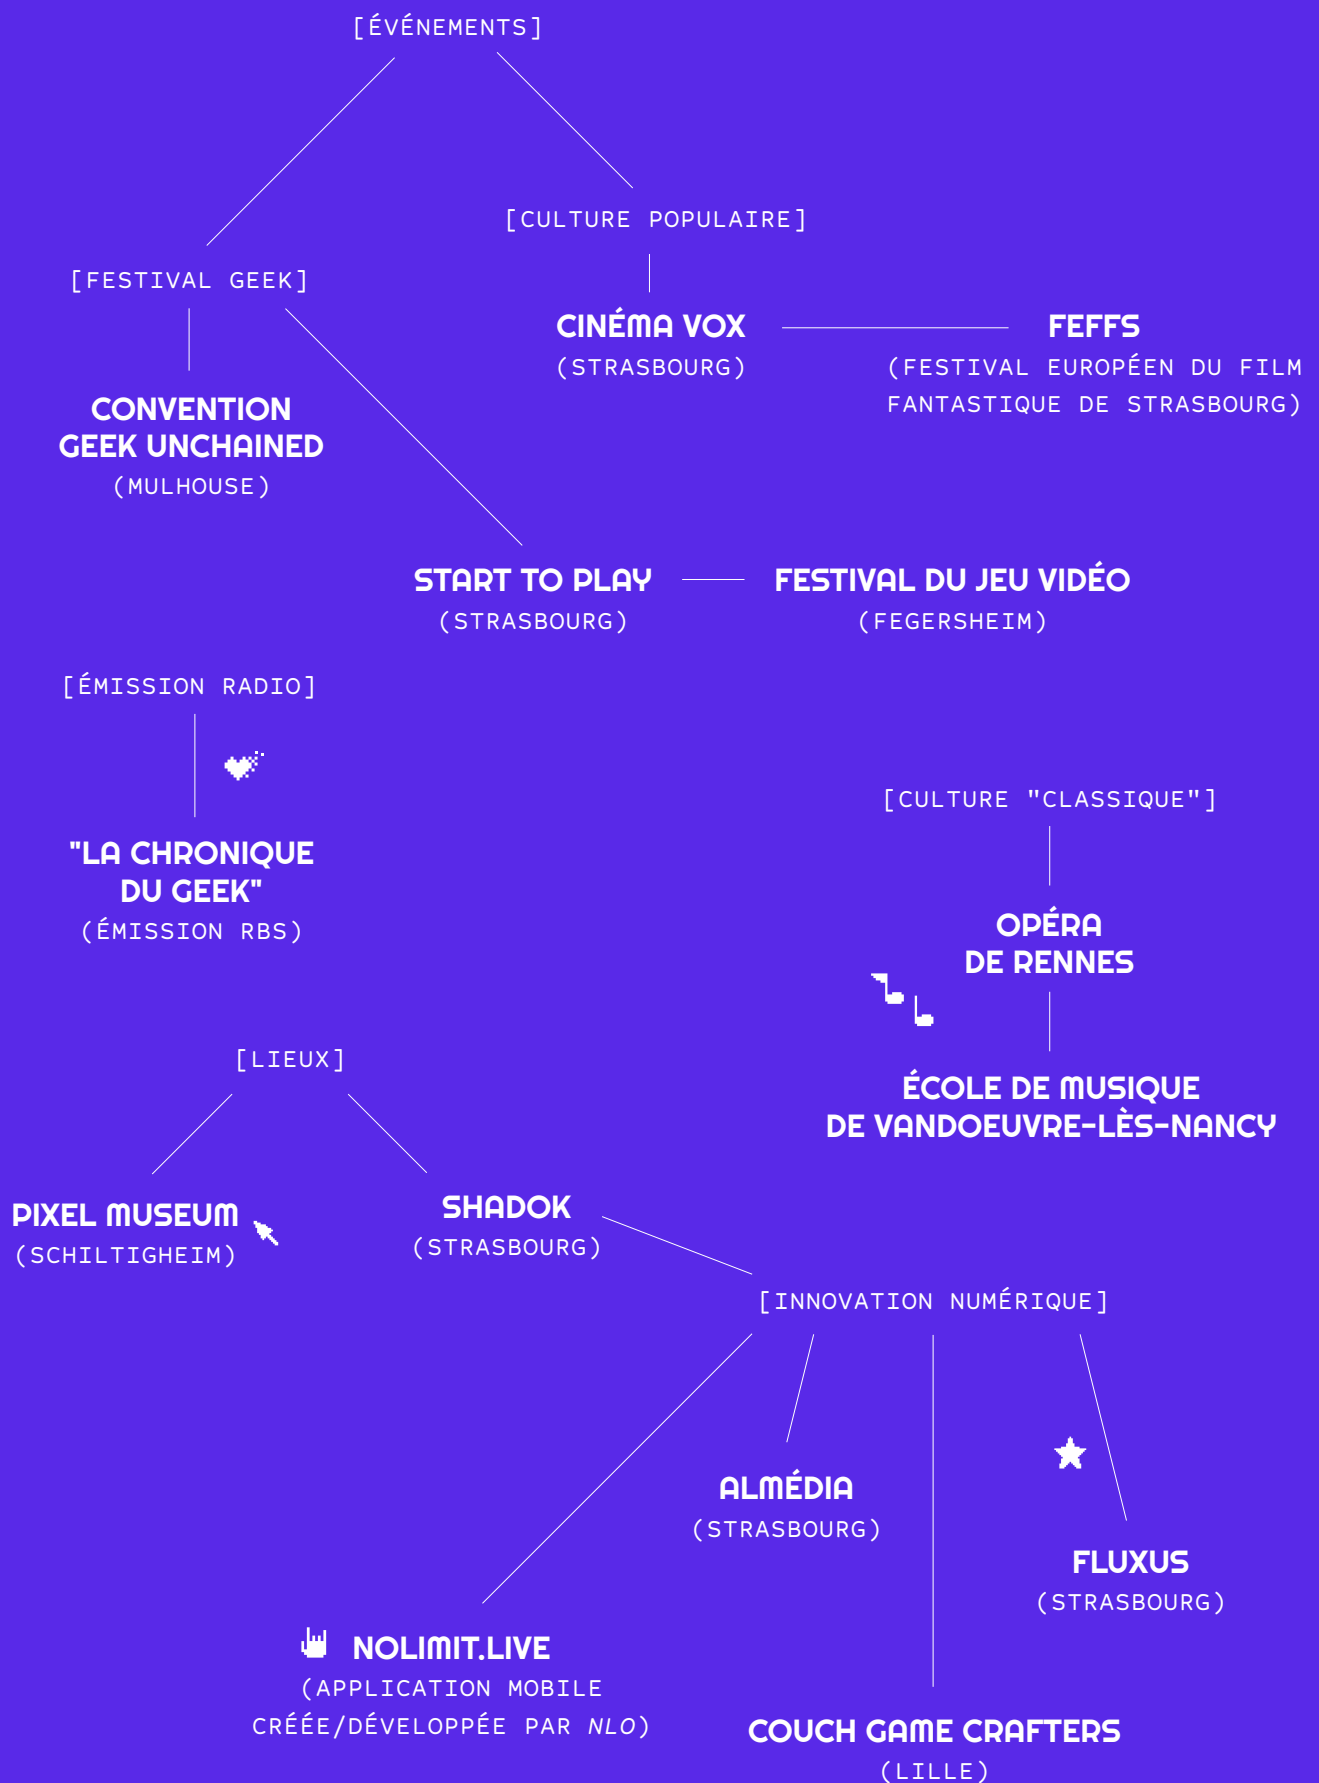 [ÉVÉNEMENTS]
[CULTURE POPULAIRE]
[FESTIVAL GEEK]
CINÉMA VOX
(STRASBOURG)
FEFFS
(FESTIVAL EUROPÉEN DU FILM
FANTASTIQUE DE STRASBOURG)
CONVENTION
GEEK UNCHAINED
(MULHOUSE)
START TO PLAY
(STRASBOURG)
FESTIVAL DU JEU VIDÉO
(FEGERSHEIM)
[ÉMISSION RADIO]
"LA CHRONIQUE
DU GEEK"
(ÉMISSION RBS)
[CULTURE "CLASSIQUE"]
OPÉRA
DE RENNES
ÉCOLE DE MUSIQUE
DE VANDOEUVRE-LÈS-NANCY
[LIEUX]
PIXEL MUSEUM
(SCHILTIGHEIM)
SHADOK
(STRASBOURG)
[INNOVATION NUMÉRIQUE]
ALMÉDIA
(STRASBOURG)
FLUXUS
(STRASBOURG)
NOLIMIT.LIVE
(APPLICATION MOBILE
CRÉÉE/DÉVELOPPÉE PAR NLO)
COUCH GAME CRAFTERS
(LILLE)